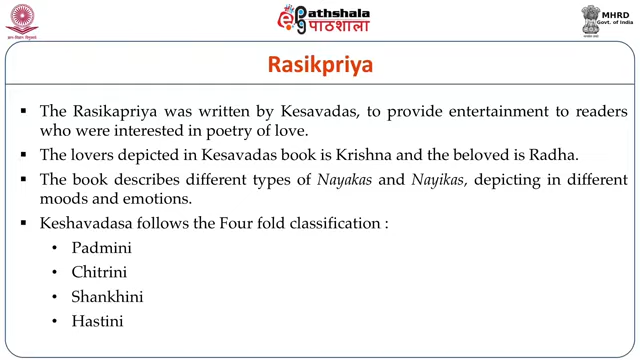 Pathshala
पाठशाला
MHRD
Govt. of India
Rasikpriya
▪ The Rasikapriya was written by Kesavadas, to provide entertainment to readers
who were interested in poetry of love.
▪ The lovers depicted in Kesavadas book is Krishna and the beloved is Radha.
▪ The book describes different types of Nayakas and Nayikas, depicting in different
moods and emotions.
▪ Keshavadasa follows the Four fold classification :
• Padmini
• Chitrini
• Shankhini
• Hastini